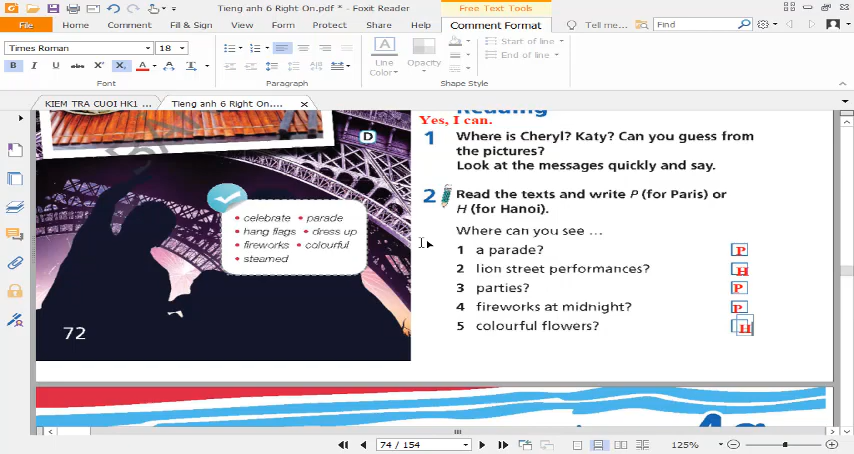 Tieng anh 6 Right On.pdf * - Foxit Reader
Free Text Tools
File
Home
Comment
Fill & Sign
View
Form
Protect
Share
Help
Comment Format
Tell me...
Find
Times Roman
18
Font
Paragraph
Line Color
Opacity
Start of line
End of line
Shape Style
KIEM TRA CUOI HK1 ...
Tieng anh 6 Right On....
Reading
Yes, I can.
D
1 Where is Cheryl? Katy? Can you guess from
the pictures?
Look at the messages quickly and say.
2 Read the texts and write P (for Paris) or
H (for Hanoi).
• celebrate • parade
• hang flags • dress up
• fireworks • colourful
• steamed
Where can you see ...
1 a parade? P
2 lion street performances? H
3 parties? P
4 fireworks at midnight? P
5 colourful flowers? H
72
74 / 154
125%